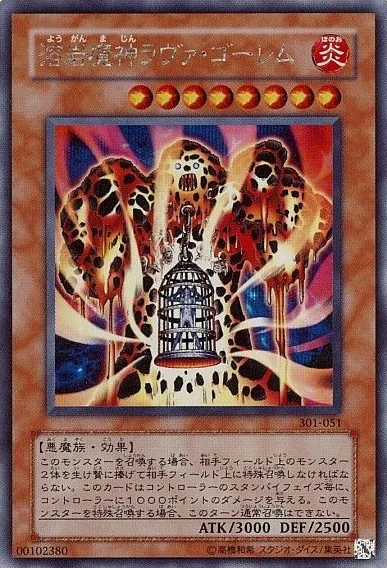 ようがんまじん
溶岩魔神ラヴァ・ゴーレム
ほのお
炎
301-051
【悪魔族・効果】
このモンスターを召喚する場合、相手フィールド上のモンスター
2体を生け贄に捧げて相手フィールド上に特殊召喚しなければな
らない。このカードはコントローラーのスタンバイフェイズ毎に、
コントローラーに1000ポイントのダメージを与える。このモ
ンスターを特殊召喚する場合、このターン通常召喚はできない。
ATK/3000 DEF/2500
00102380
©高橋和希 スタジオ・ダイス/集英社